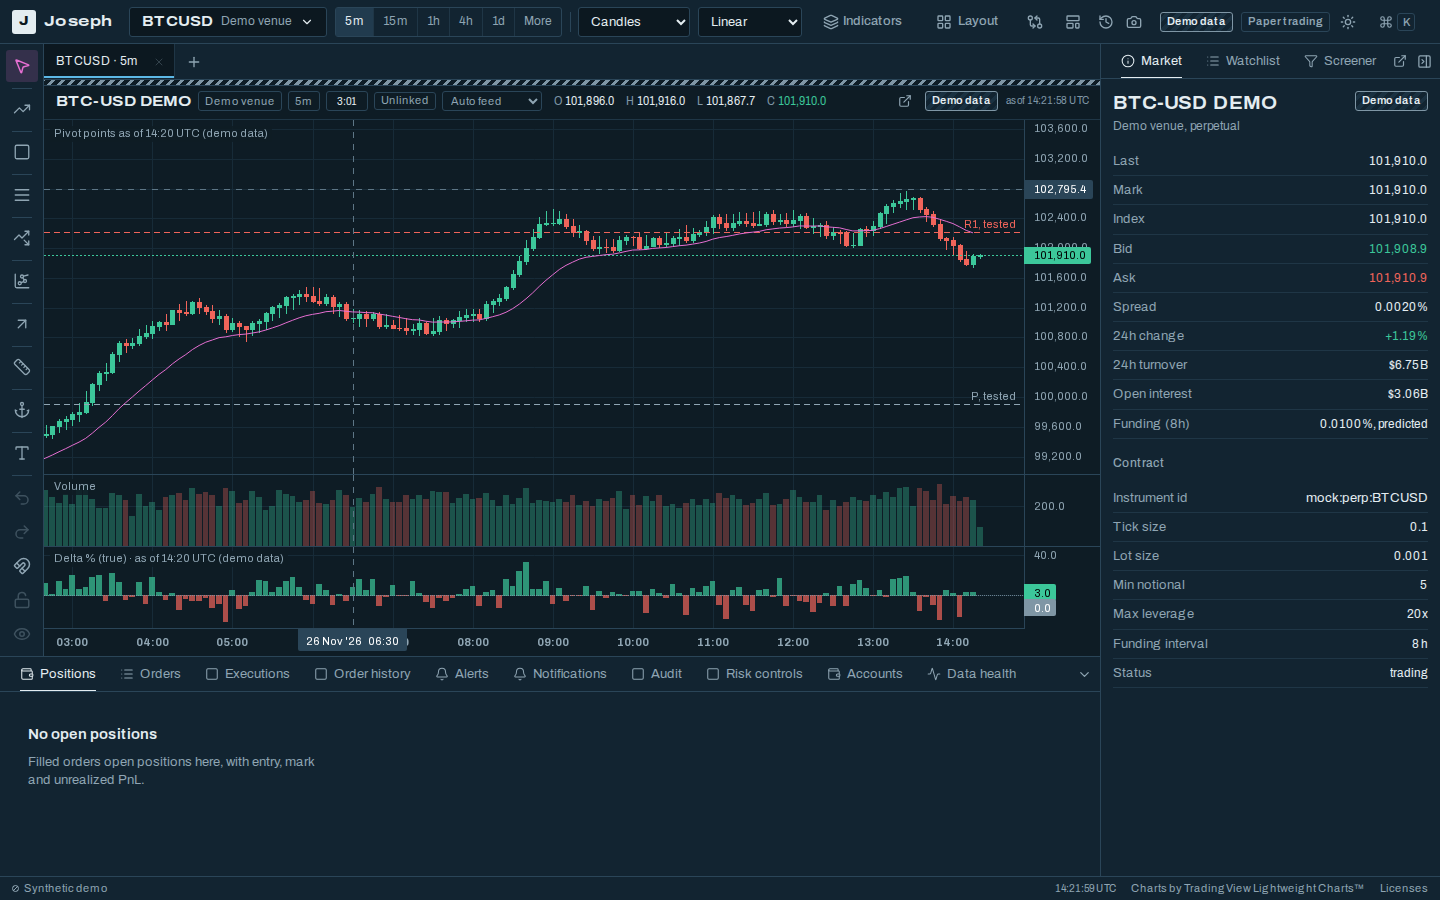 J Joseph BTCUSD Demo venue 5m 15m 1h 4h 1d More Candles Linear Indicators Layout Demo data Paper trading ⌘ K
BTCUSD · 5m × +
BTC-USD DEMO Demo venue 5m 3:01 Unlinked Auto feed O 101,896.0 H 101,916.0 L 101,867.7 C 101,910.0 Demo data as of 14:21:58 UTC
Pivot points as of 14:20 UTC (demo data)
103,600.0
103,200.0
102,795.4
102,400.0
R1, tested
101,910.0
101,600.0
101,200.0
100,800.0
100,400.0
P, tested
100,000.0
99,600.0
99,200.0
Volume
200.0
Delta % (true) · as of 14:20 UTC (demo data)
40.0
3.0
0.0
03:00 04:00 05:00 26 Nov '26 06:30 08:00 09:00 10:00 11:00 12:00 13:00 14:00
Market Watchlist Screener
BTC-USD DEMO Demo data
Demo venue, perpetual
Last 101,910.0
Mark 101,910.0
Index 101,910.0
Bid 101,908.9
Ask 101,910.9
Spread 0.0020%
24h change +1.19%
24h turnover $6.75B
Open interest $3.06B
Funding (8h) 0.0100%, predicted
Contract
Instrument id mock:perp:BTCUSD
Tick size 0.1
Lot size 0.001
Min notional 5
Max leverage 20x
Funding interval 8h
Status trading
Positions Orders Executions Order history Alerts Notifications Audit Risk controls Accounts Data health
No open positions
Filled orders open positions here, with entry, mark
and unrealized PnL.
Synthetic demo 14:21:59 UTC Charts by TradingView Lightweight Charts™ Licenses